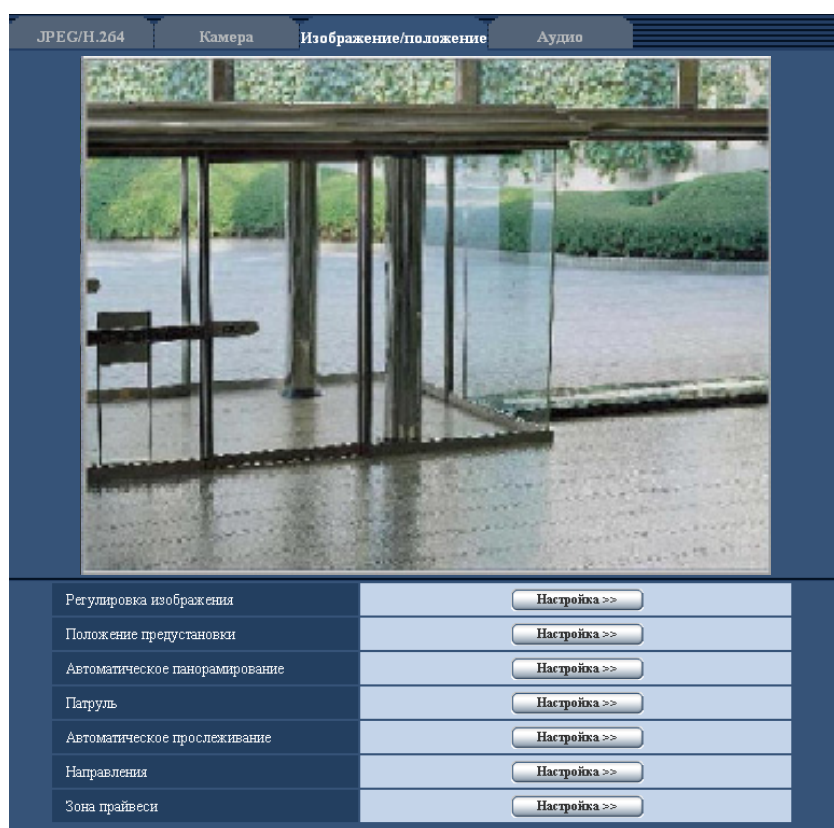 JPEG/H.264 Камера Изображение/положение Аудио
Регулировка изображения Настройка >>
Положение предустановки Настройка >>
Автоматическое панорамирование Настройка >>
Патруль Настройка >>
Автоматическое прослеживание Настройка >>
Направления Настройка >>
Зона прайвеси Настройка >>